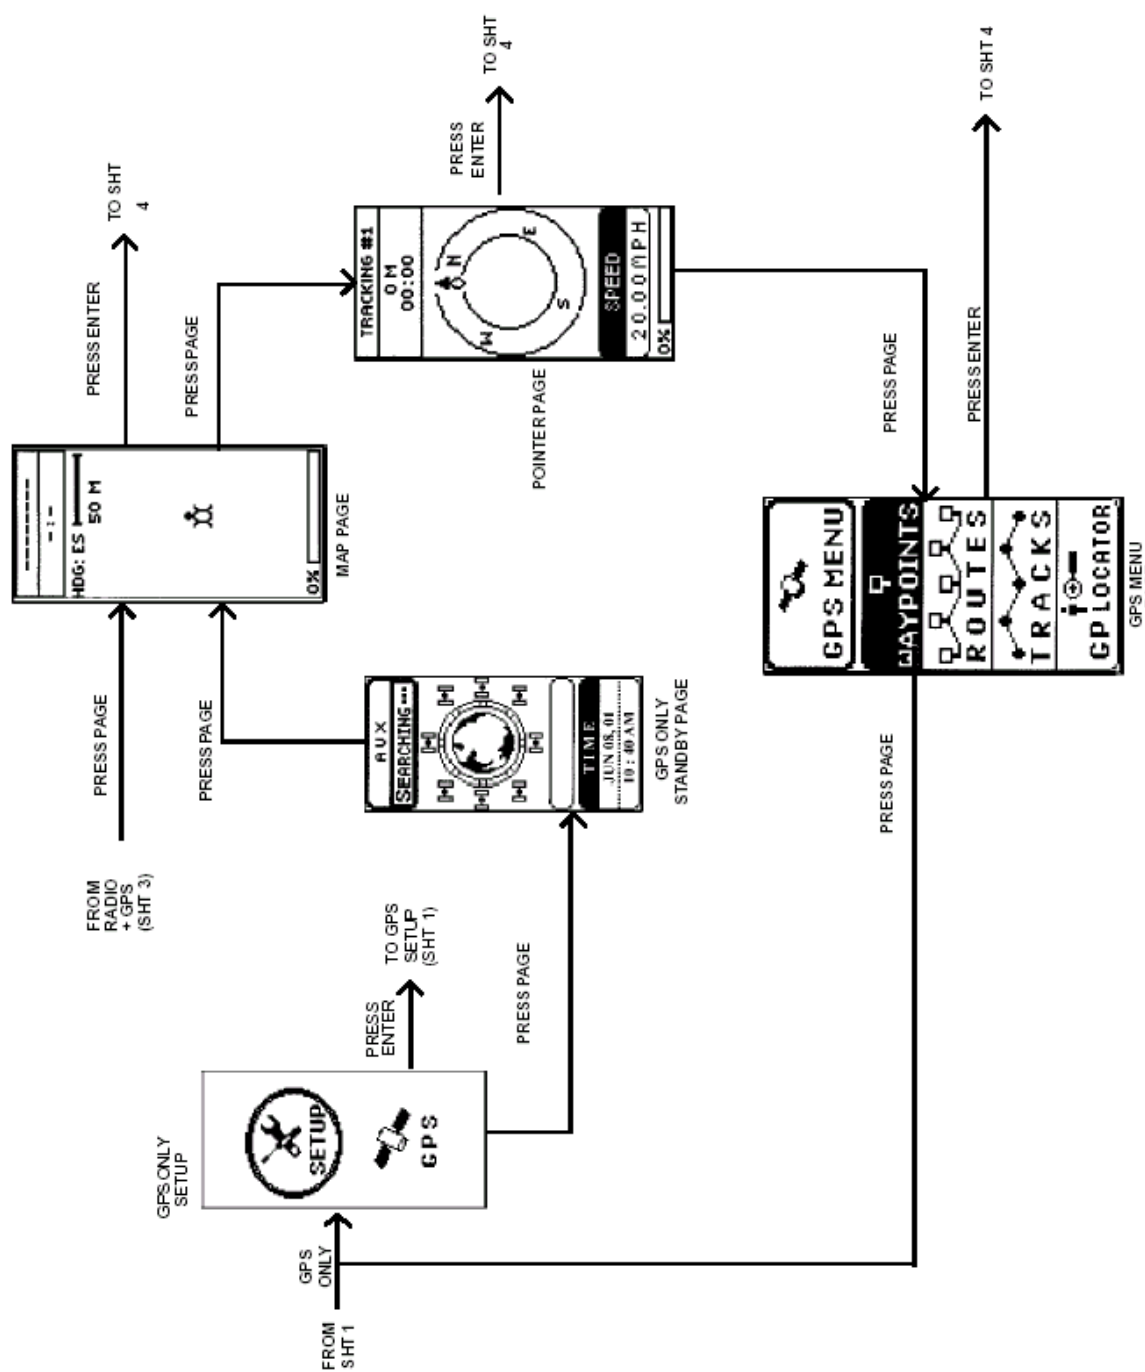 TO SHT
4
PRESS ENTER
PRESS PAGE
--------
- : -
HDG: ES
50 M
0%
MAP PAGE
PRESS PAGE
PRESS PAGE
FROM
RADIO
+ GPS
(SHT 3)
TO SHT
4
PRESS
ENTER
TRACKING #1
0 M
00:00
N
E
S
W
SPEED
20.00MPH
0%
POINTER PAGE
AUX
SEARCHING---
TIME
JUN 08, 01
10 : 40 AM
GPS ONLY
STANDBY PAGE
TO GPS
SETUP
(SHT 1)
PRESS
ENTER
PRESS PAGE
GPS ONLY
SETUP
SETUP
GPS
GPS
ONLY
FROM
SHT 1
TO SHT 4
PRESS PAGE
PRESS ENTER
GPS MENU
WAYPOINTS
ROUTES
TRACKS
GP LOCATOR
GPS MENU
PRESS PAGE